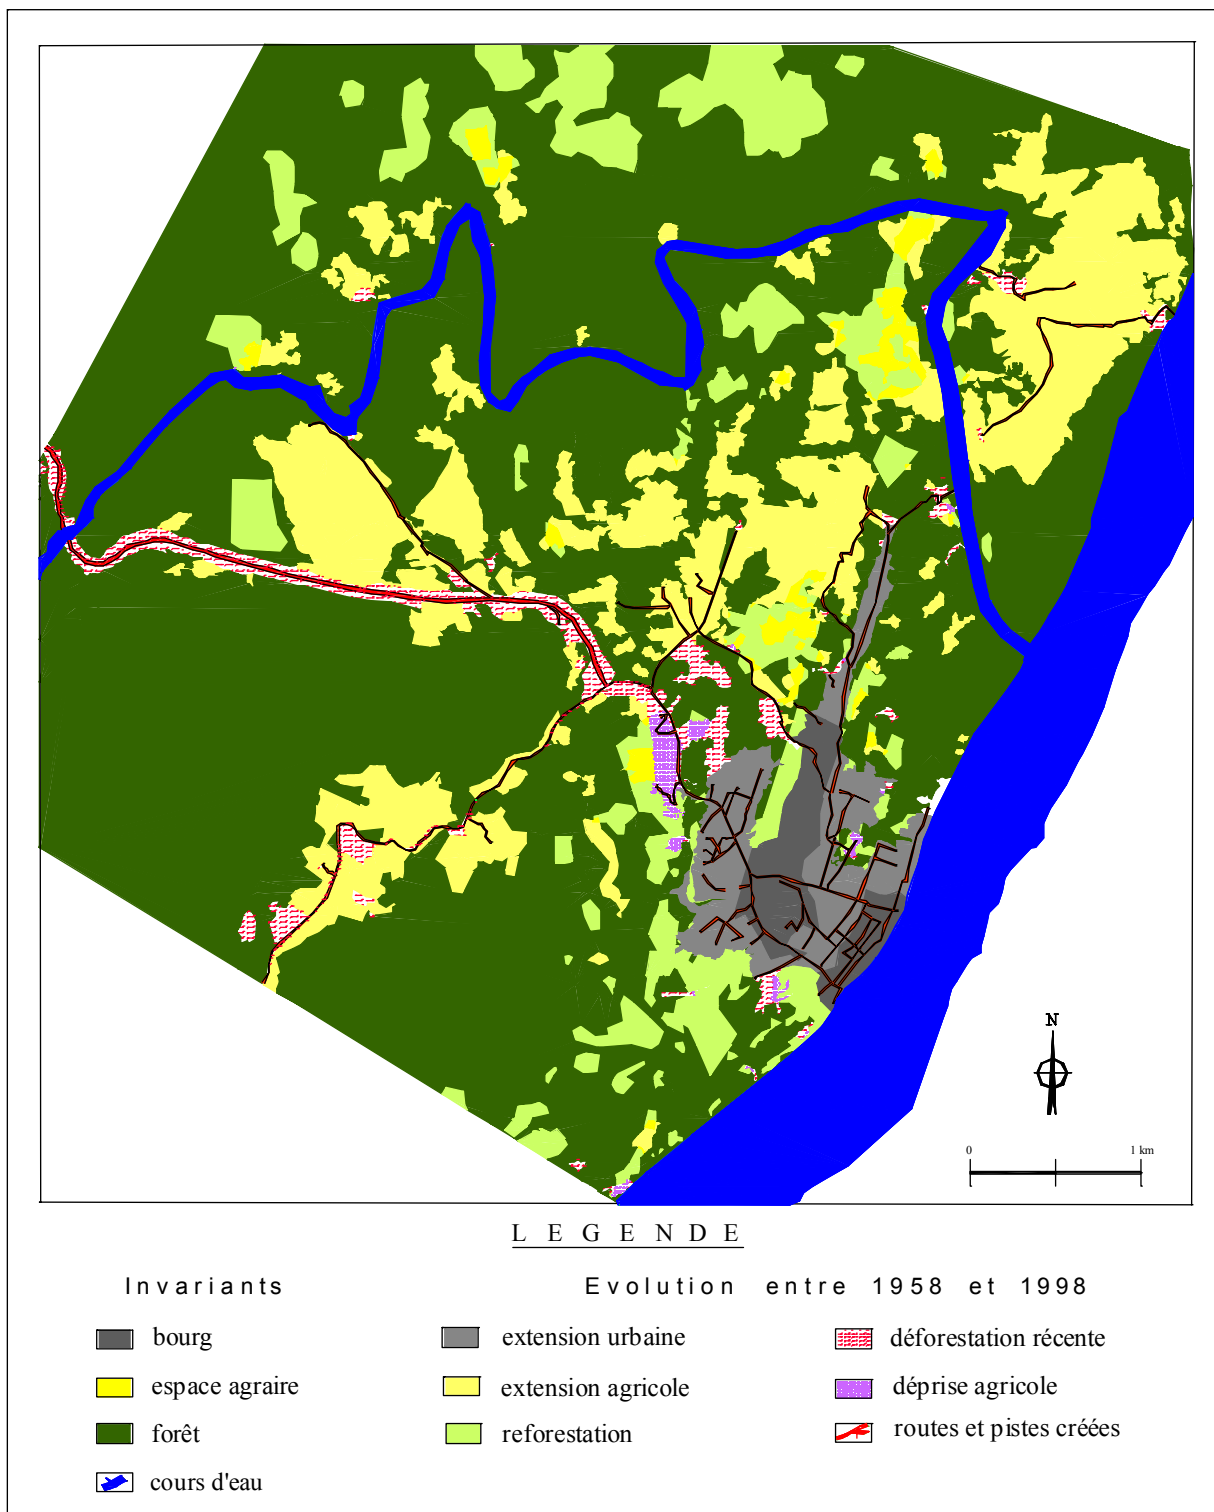 N
0 1 km
L E G E N D E
Invariants Evolution entre 1958 et 1998
bourg extension urbaine déforestation récente
espace agraire extension agricole déprise agricole
forêt reforestation routes et pistes créées
cours d'eau